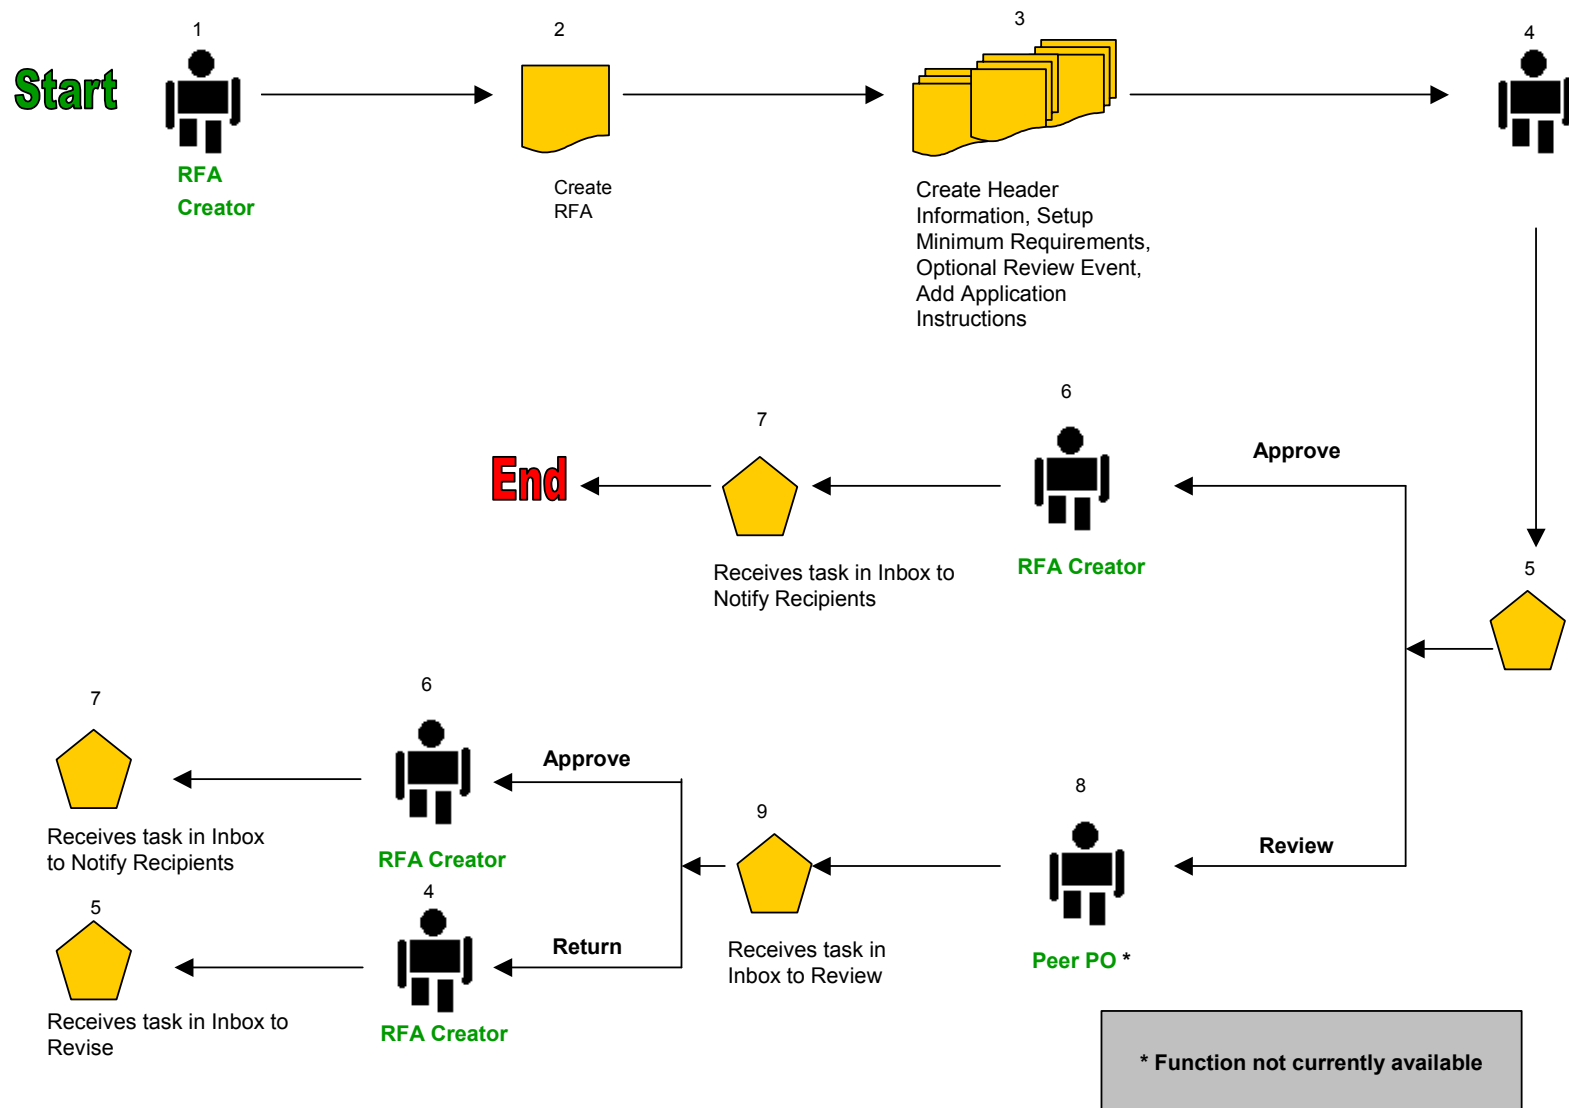 1
2
3
4
Start
RFA
Creator
Create
RFA
Create Header
Information, Setup
Minimum Requirements,
Optional Review Event,
Add Application
Instructions
6
7
Approve
End
5
Receives task in Inbox to
Notify Recipients
RFA Creator
6
7
Approve
8
9
Review
Receives task in Inbox
to Notify Recipients
RFA Creator
4
5
Return
Receives task in
Inbox to Review
Peer PO *
Receives task in Inbox to
Revise
RFA Creator
* Function not currently available